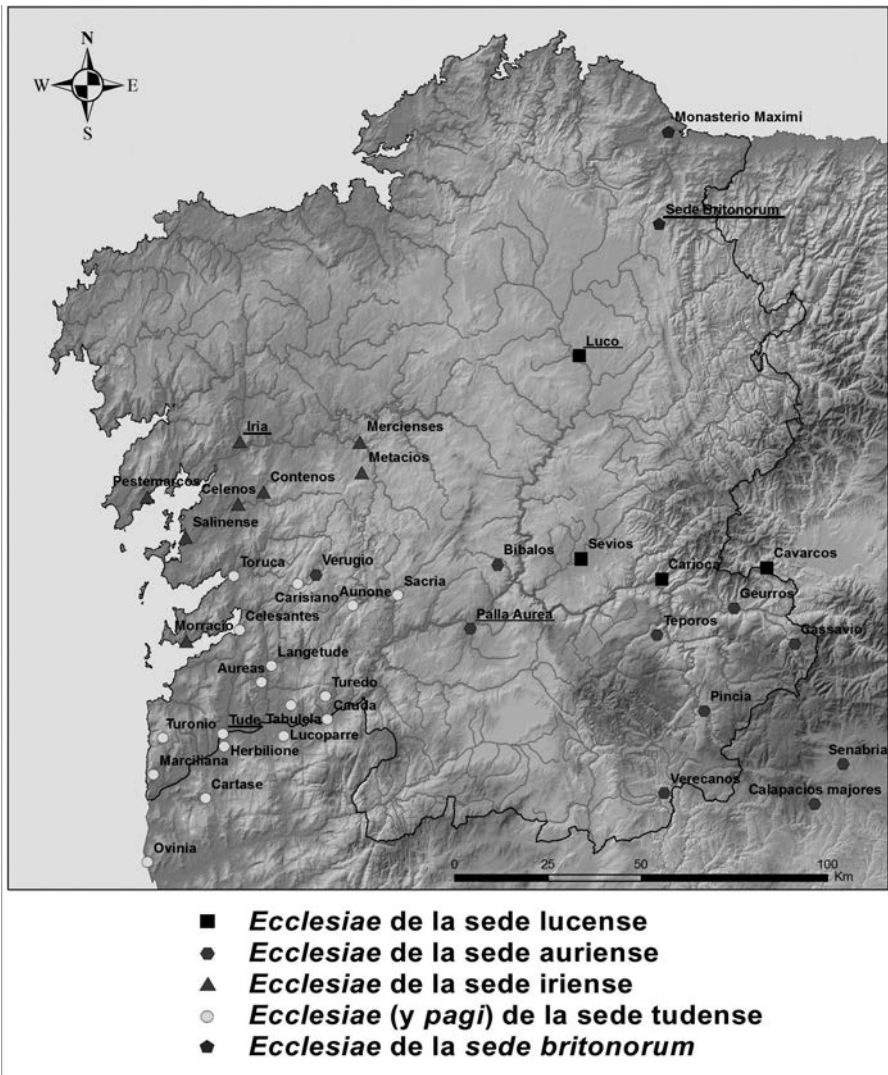 N
W E
S
Monasterio Maximi
Sede Britonorum
Luco
Iria
Mercienses
Metacios
Pestemarcos
Celenos
Contenos
Salinense
Toruca
Verugio
Bibalos
Sevios
Carioca
Cavarcos
Carisiano
Aunone
Sacria
Geurros
Morracio
Celesantes
Palla Aurea
Teporos
Cassavio
Langetude
Aureas
Turedo
Pincia
Turonio
Tude
Tabulela
Cauda
Lucoparre
Herbilione
Senabria
Marciliana
Cartase
Verecanos
Calapacios majores
Ovinia
0 25 50 100
Km
Ecclesiae de la sede lucense
Ecclesiae de la sede auriense
Ecclesiae de la sede iriense
Ecclesiae (y pagi) de la sede tudense
Ecclesiae de la sede britonorum